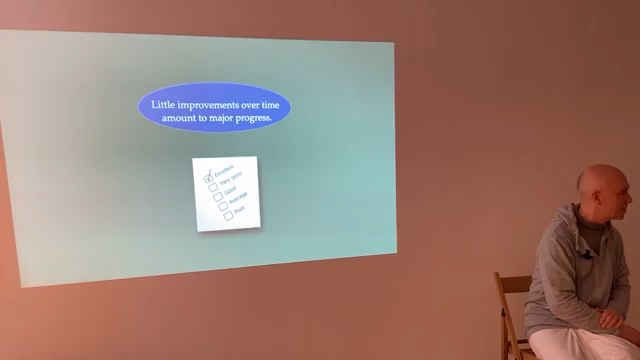 Little improvements over time
amount to major progress.
Excellent
Very good
Good
Average
Poor